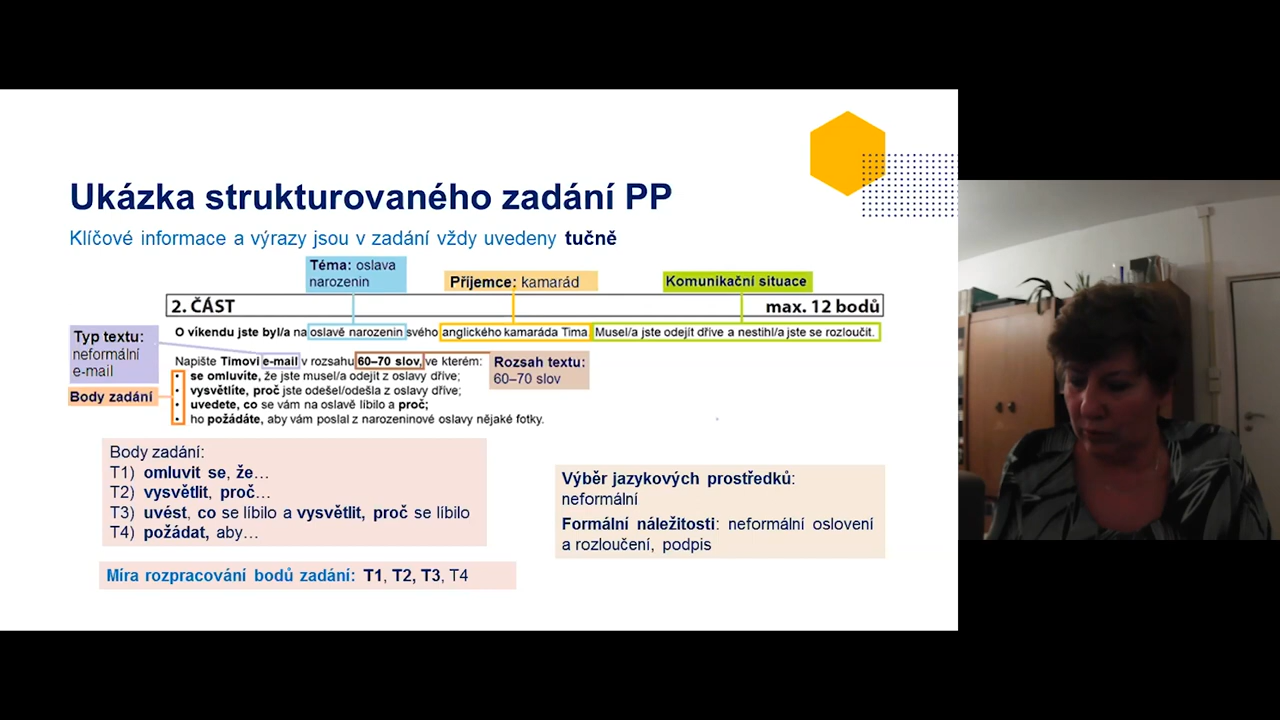 Ukázka strukturovaného zadání PP
Klíčové informace a výrazy jsou v zadání vždy uvedeny tučně
Téma: oslava
narozenin
Příjemce: kamarád
Komunikační situace
2. ČÁST max. 12 bodů
O víkendu jste byl/a na oslavě narozenin svého anglického kamaráda Tima. Musel/a jste odejít dříve a nestihl/a jste se rozloučit.
Typ textu:
neformální
e-mail
Napište Timovi e-mail v rozsahu 60–70 slov, ve kterém:
Rozsah textu:
60–70 slov
Body zadání
• se omluvíte, že jste musel/a odejít z oslavy dříve;
• vysvětlíte, proč jste odešel/odešla z oslavy dříve;
• uvedete, co se vám na oslavě líbilo a proč;
• ho požádáte, aby vám poslal z narozeninové oslavy nějaké fotky.
Body zadání:
T1) omluvit se, že…
T2) vysvětlit, proč…
T3) uvést, co se líbilo a vysvětlit, proč se líbilo
T4) požádat, aby…
Výběr jazykových prostředků:
neformální
Formální náležitosti: neformální oslovení
a rozloučení, podpis
Míra rozpracování bodů zadání: T1, T2, T3, T4